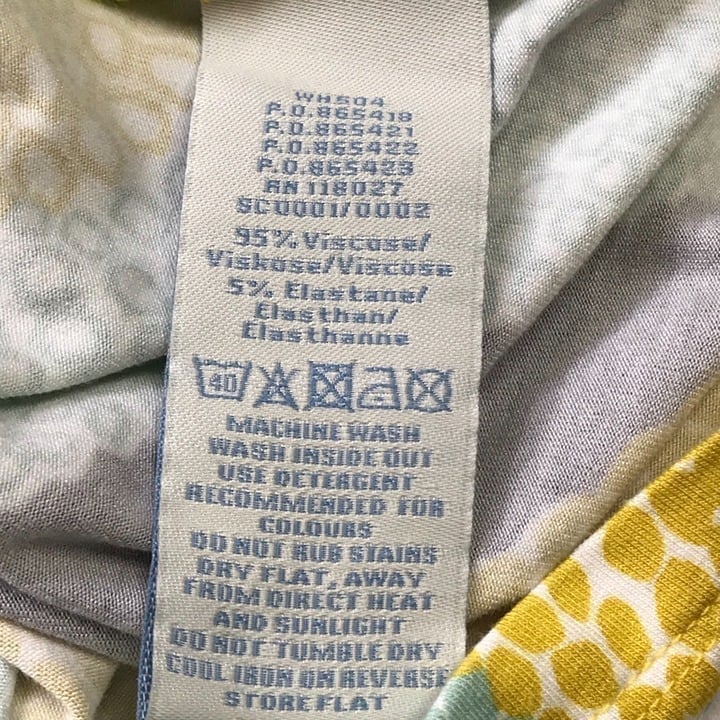 WH504
P.O.865419
P.O.865421
P.O.865422
P.O.865423
RN 118027
SC0001/0002
95% Viscose/
Viskose/Viscose
5% Elastane/
Elasthan/
Elasthanne
40
MACHINE WASH
WASH INSIDE OUT
USE DETERGENT
RECOMMENDED FOR
COLOURS
DO NOT RUB STAINS
DRY FLAT, AWAY
FROM DIRECT HEAT
AND SUNLIGHT
DO NOT TUMBLE DRY
COOL IRON ON REVERSE
STORE FLAT